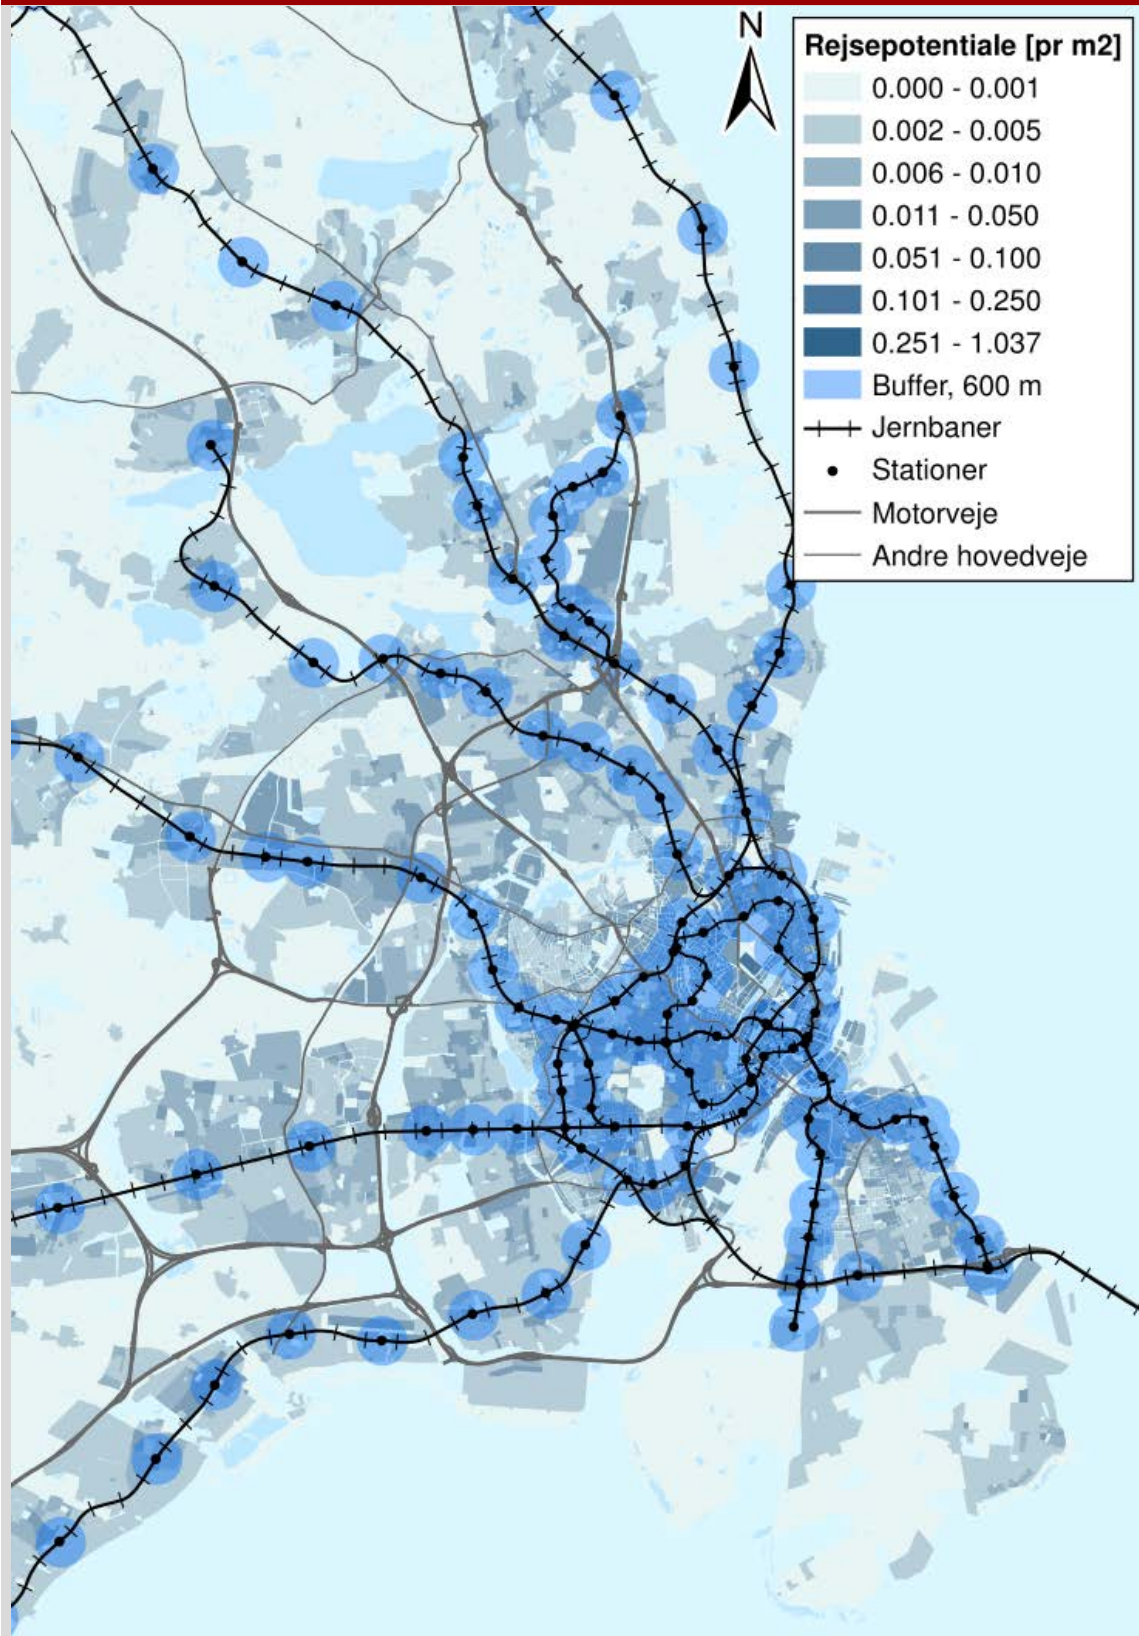 N
Rejsepotentiale [pr m2]
0.000 - 0.001
0.002 - 0.005
0.006 - 0.010
0.011 - 0.050
0.051 - 0.100
0.101 - 0.250
0.251 - 1.037
Buffer, 600 m
Jernbaner
Stationer
Motorveje
Andre hovedveje